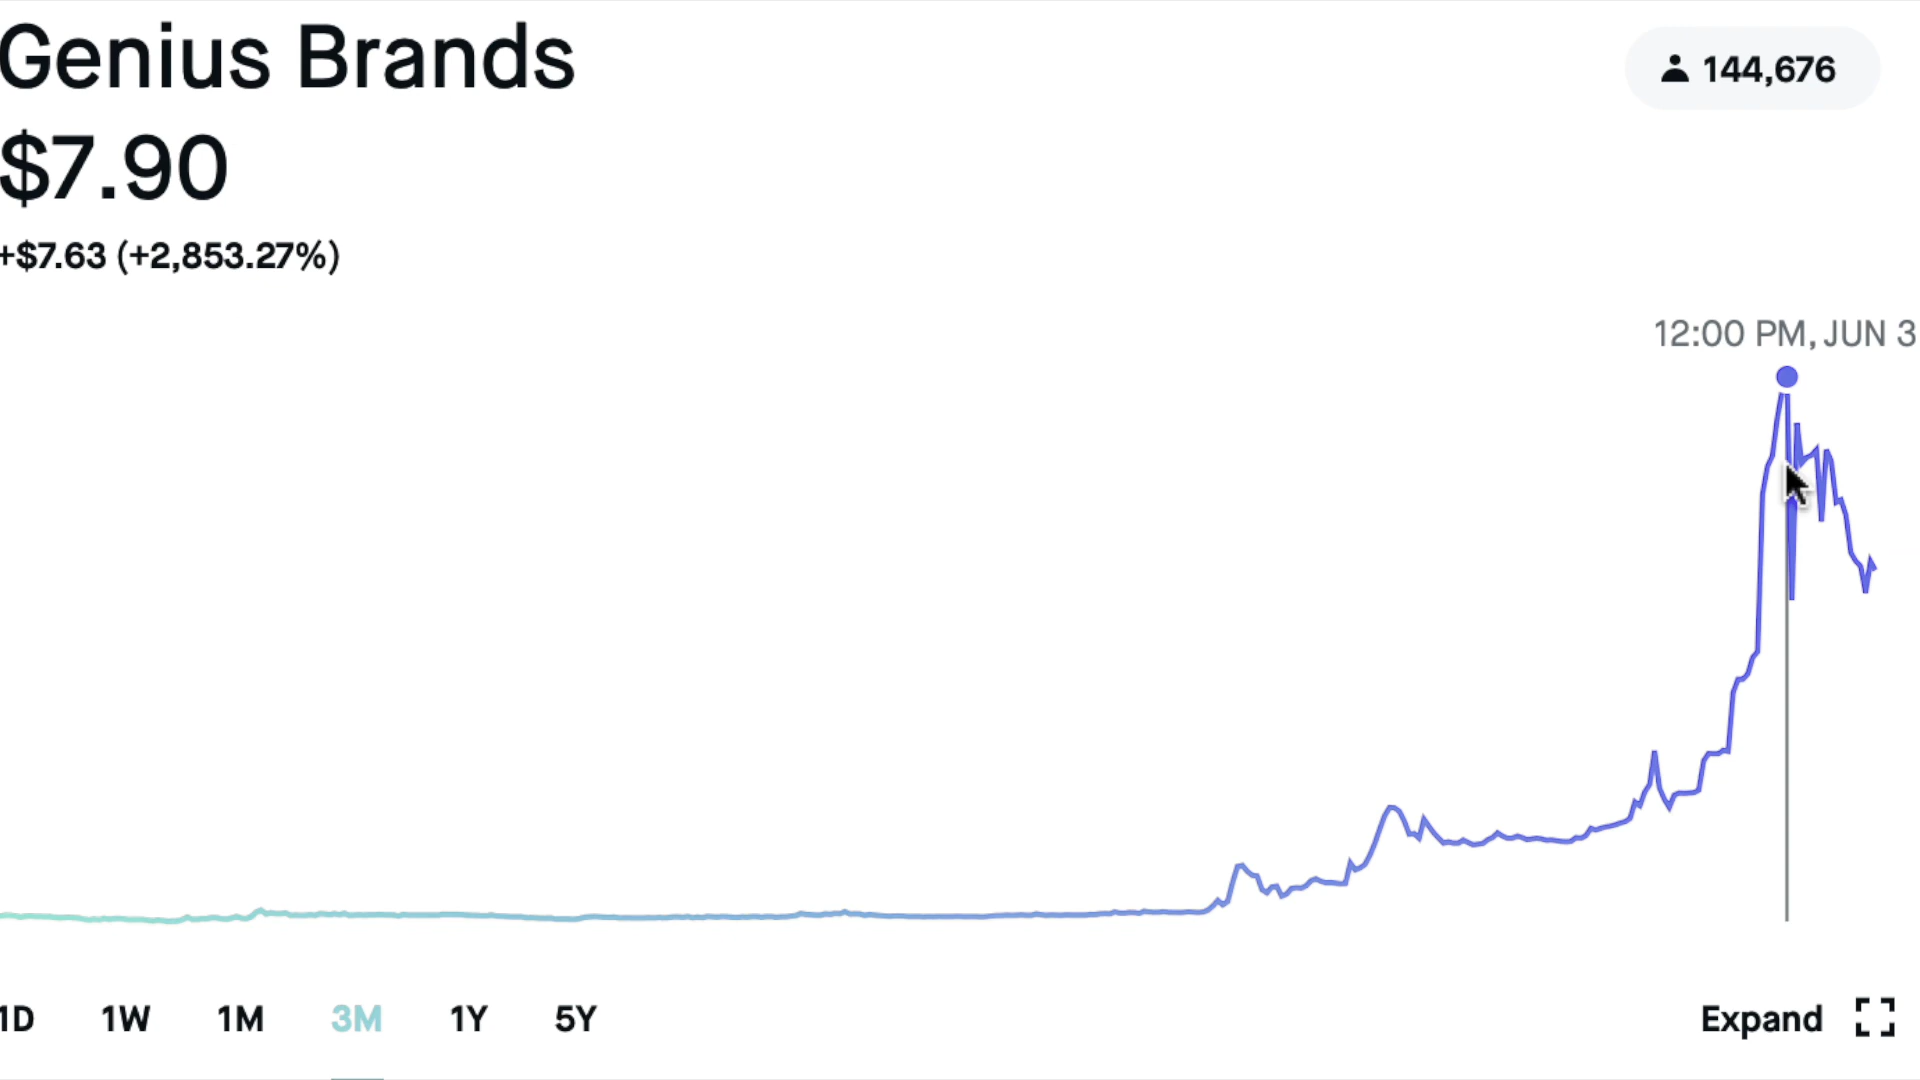 Genius Brands
144,676
$7.90
+$7.63 (+2,853.27%)
12:00 PM, JUN 3
1D 1W 1M 3M 1Y 5Y
Expand